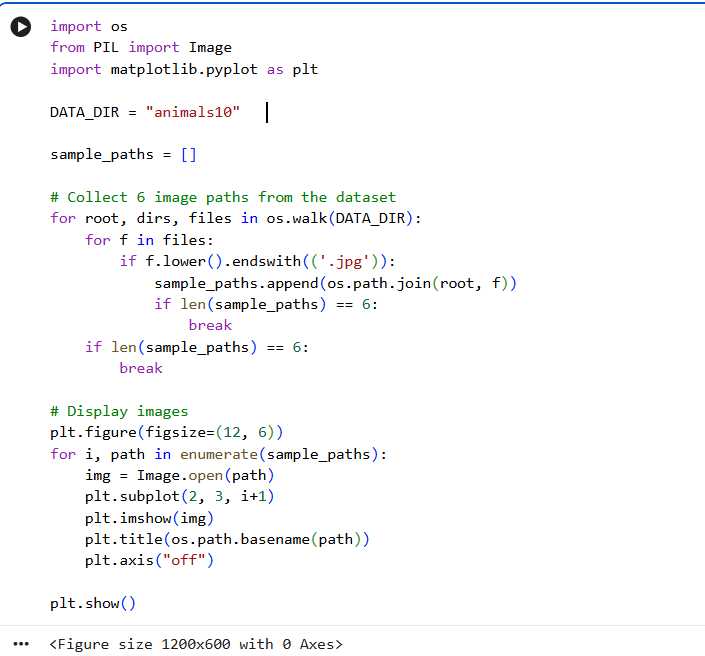 import os
from PIL import Image
import matplotlib.pyplot as plt
DATA_DIR = "animals10"
sample_paths = []
# Collect 6 image paths from the dataset
for root, dirs, files in os.walk(DATA_DIR):
    for f in files:
        if f.lower().endswith(('.jpg')):
            sample_paths.append(os.path.join(root, f))
            if len(sample_paths) == 6:
                break
    if len(sample_paths) == 6:
        break
# Display images
plt.figure(figsize=(12, 6))
for i, path in enumerate(sample_paths):
    img = Image.open(path)
    plt.subplot(2, 3, i+1)
    plt.imshow(img)
    plt.title(os.path.basename(path))
    plt.axis("off")
plt.show()
<Figure size 1200x600 with 0 Axes>